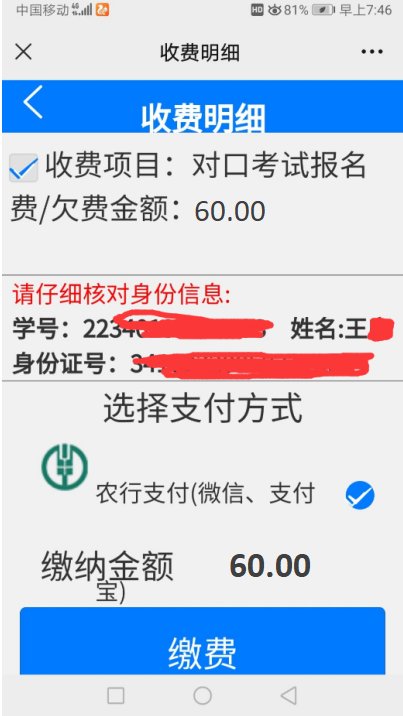 中国移动 4G HD 81% 早上7:46
收费明细
收费明细
收费项目：对口考试报名
费/欠费金额：60.00
请仔细核对身份信息:
学号：2234 姓名:王
身份证号：34
选择支付方式
农行支付(微信、支付
宝)
缴纳金额 60.00
缴费